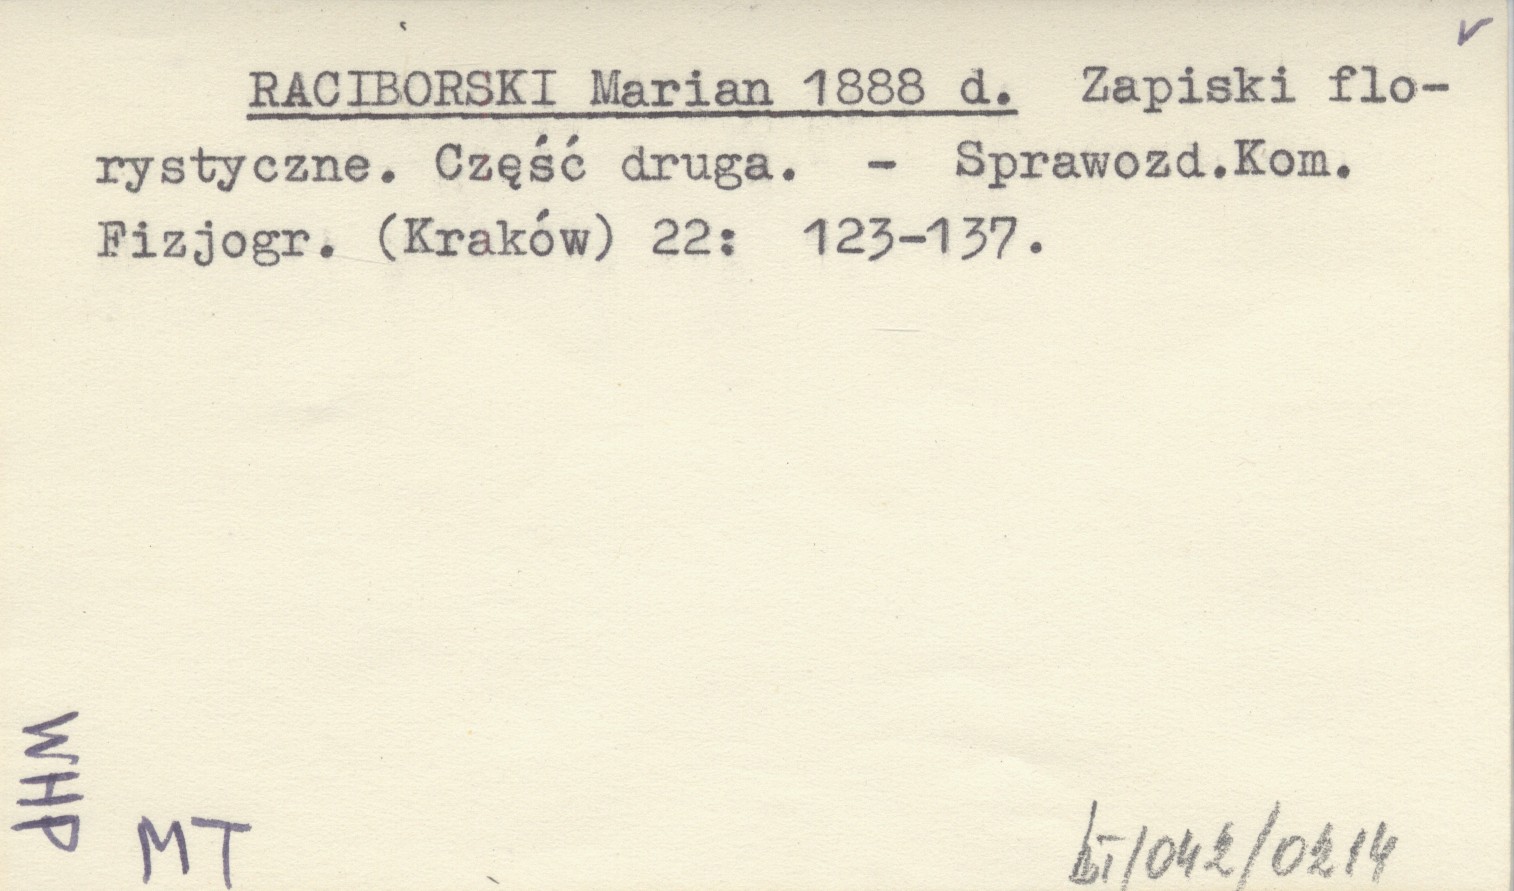 RACIBORSKI Marian 1888 d. Zapiski flo-
rystyczne. Część druga. - Sprawozd.Kom.
Fizjogr. (Kraków) 22: 123-137.
WHP
MT
/042/0214